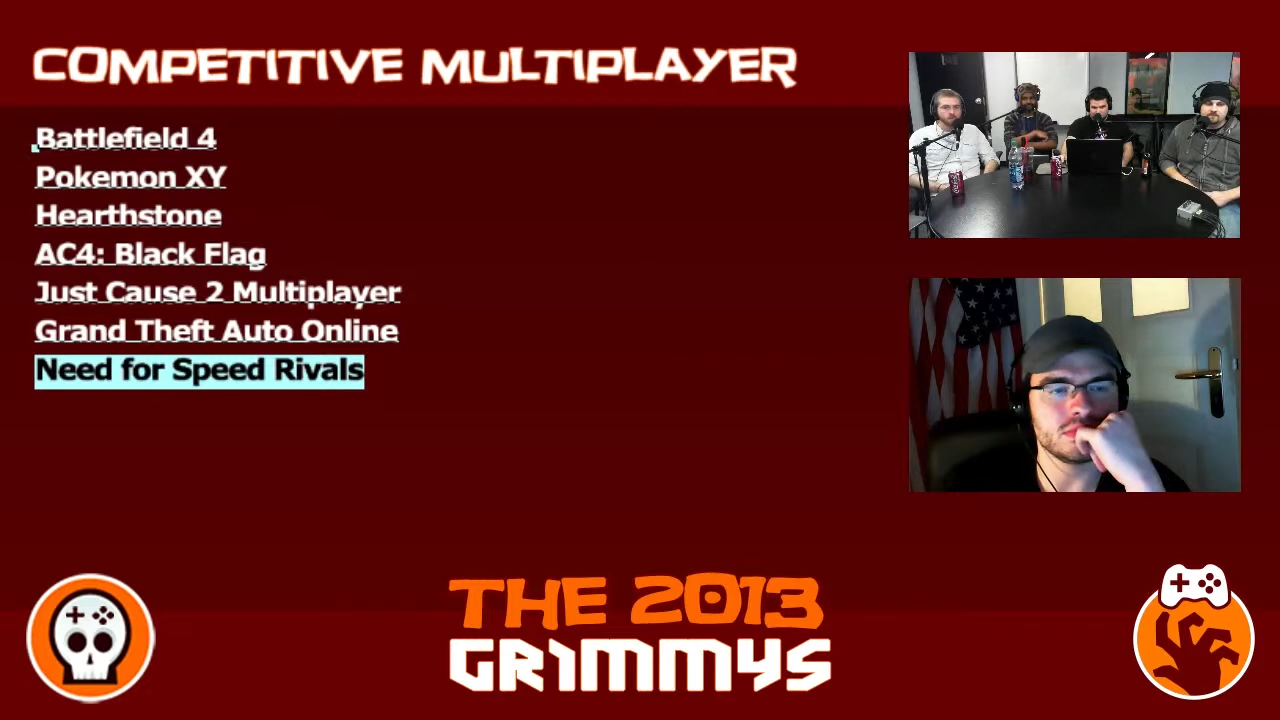 COMPETITIVE MULTIPLAYER
Battlefield 4
Pokemon XY
Hearthstone
AC4: Black Flag
Just Cause 2 Multiplayer
Grand Theft Auto Online
Need for Speed Rivals
THE 2013
GR1MMYS